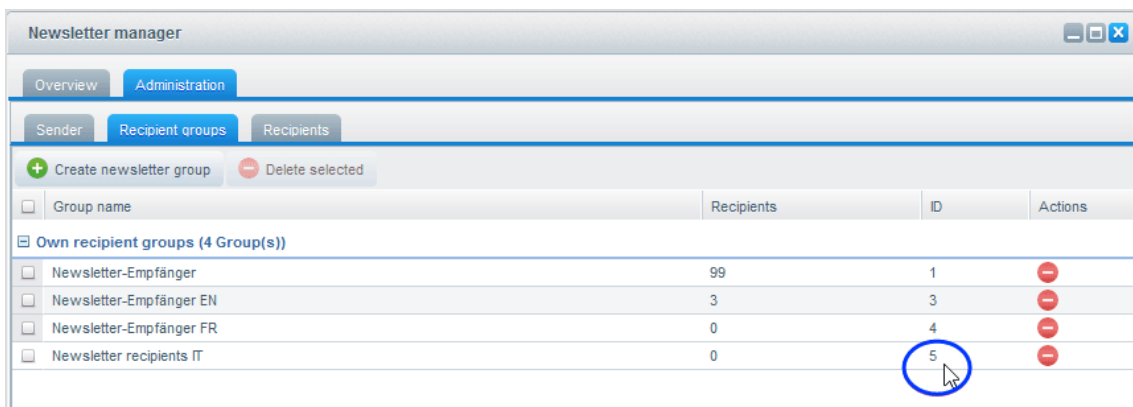 Newsletter manager
Overview Administration
Sender Recipient groups Recipients
Create newsletter group Delete selected
Group name Recipients ID Actions
Own recipient groups (4 Group(s))
Newsletter-Empfänger 99 1
Newsletter-Empfänger EN 3 3
Newsletter-Empfänger FR 0 4
Newsletter recipients IT 0 5